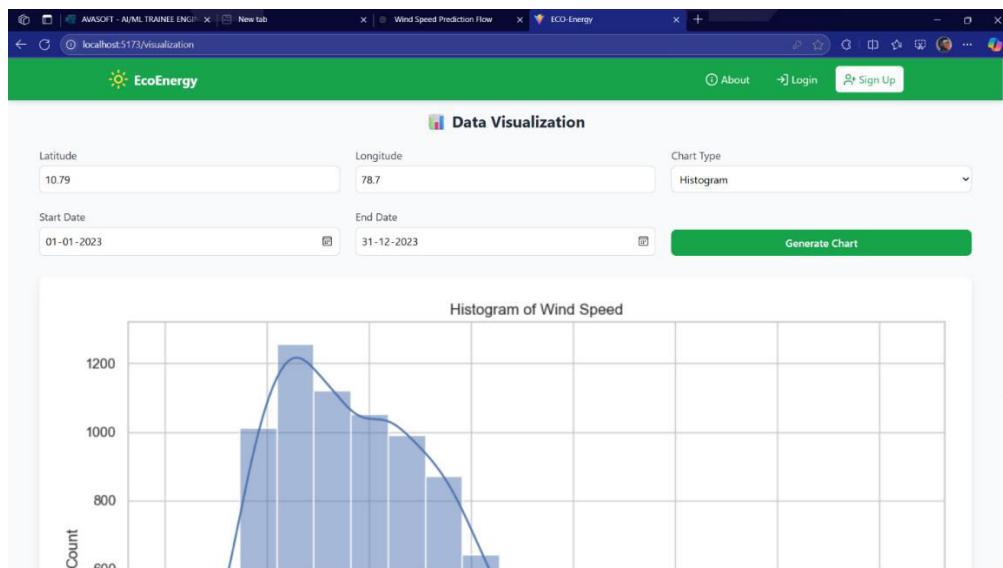 AVASOFT - AI/ML TRAINEE ENGIN
New tab
Wind Speed Prediction Flow
ECO-Energy
localhost:5173/visualization
EcoEnergy
About
Login
Sign Up
Data Visualization
Latitude
Longitude
Chart Type
10.79
78.7
Histogram
Start Date
End Date
01-01-2023
31-12-2023
Generate Chart
Histogram of Wind Speed
1200
1000
800
600
Count